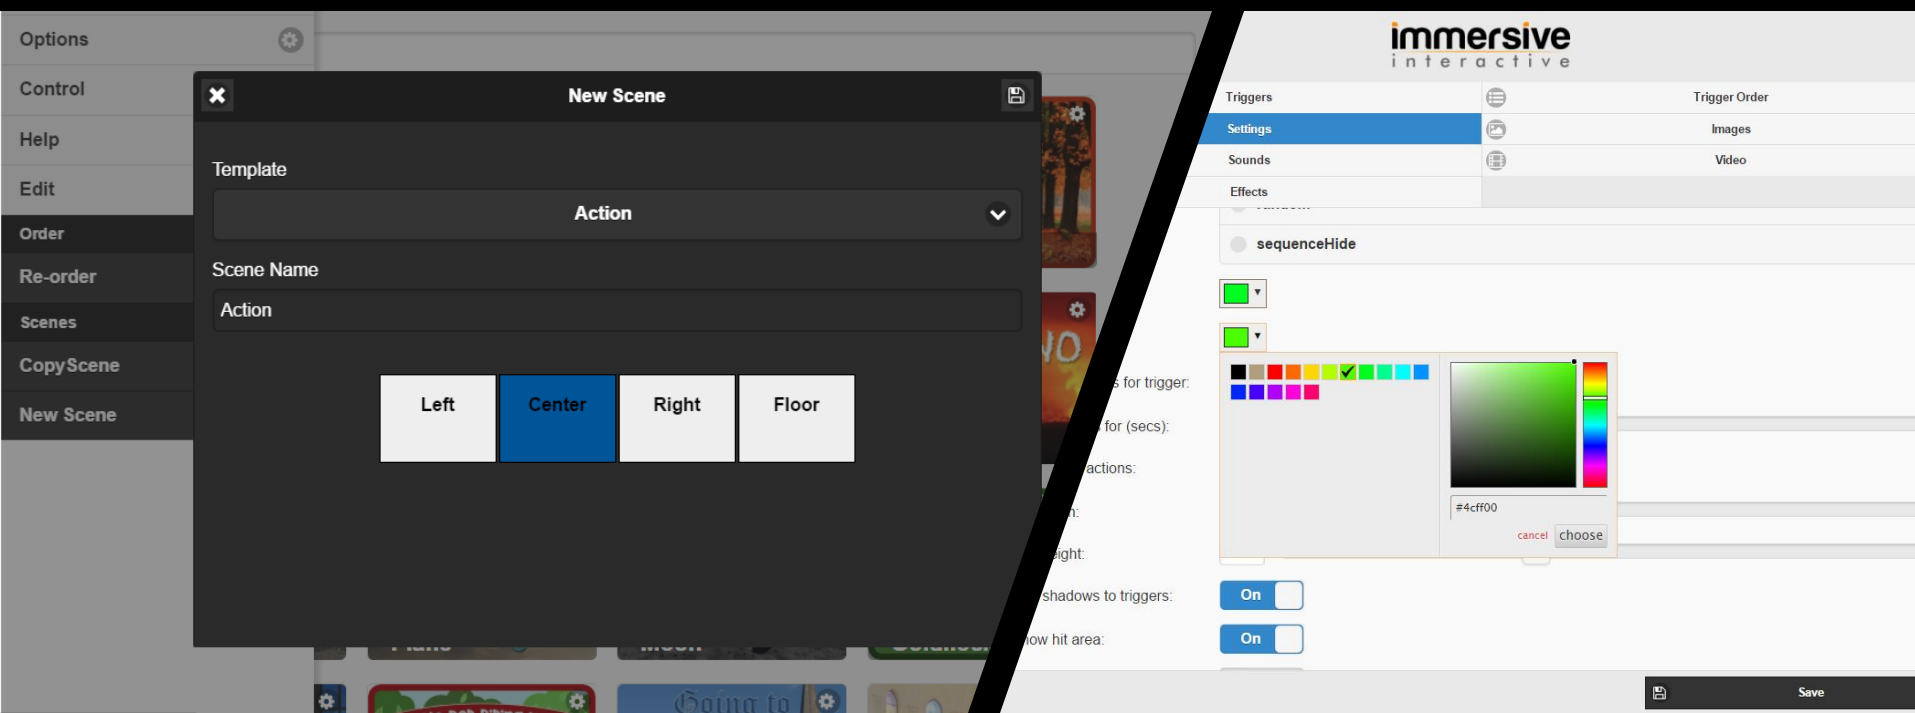 Options
Control
Help
Edit
Order
Re-order
Scenes
CopyScene
New Scene
New Scene
Template
Action
Scene Name
Action
Left
Center
Right
Floor
Going to
immersive
interactive
Triggers
Trigger Order
Settings
Images
Sounds
Video
Effects
sequenceHide
for trigger:
for (secs):
actions:
#4cff00
cancel
choose
shadows to triggers:
On
hit area:
On
Save